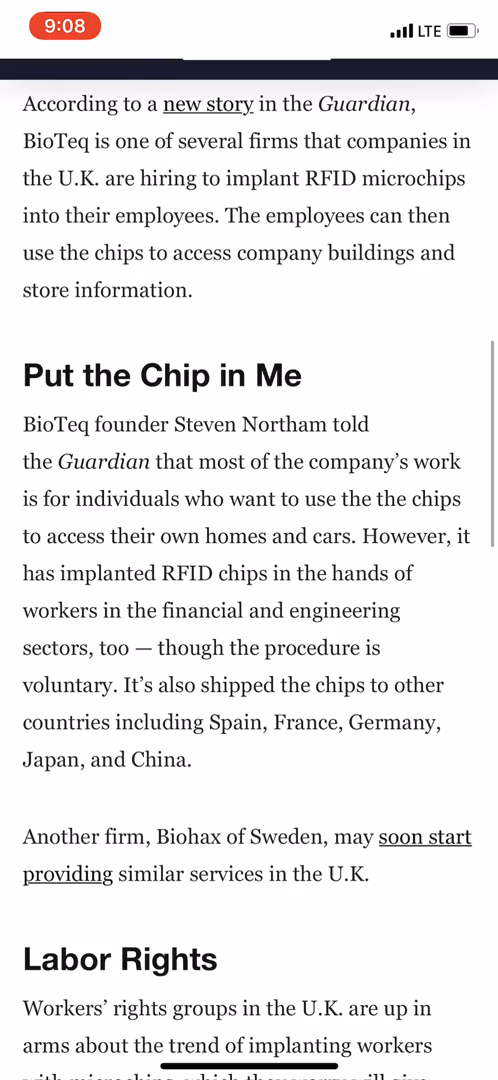 9:08
LTE
According to a new story in the Guardian,
BioTeq is one of several firms that companies in
the U.K. are hiring to implant RFID microchips
into their employees. The employees can then
use the chips to access company buildings and
store information.
Put the Chip in Me
BioTeq founder Steven Northam told
the Guardian that most of the company’s work
is for individuals who want to use the the chips
to access their own homes and cars. However, it
has implanted RFID chips in the hands of
workers in the financial and engineering
sectors, too — though the procedure is
voluntary. It’s also shipped the chips to other
countries including Spain, France, Germany,
Japan, and China.
Another firm, Biohax of Sweden, may soon start
providing similar services in the U.K.
Labor Rights
Workers’ rights groups in the U.K. are up in
arms about the trend of implanting workers